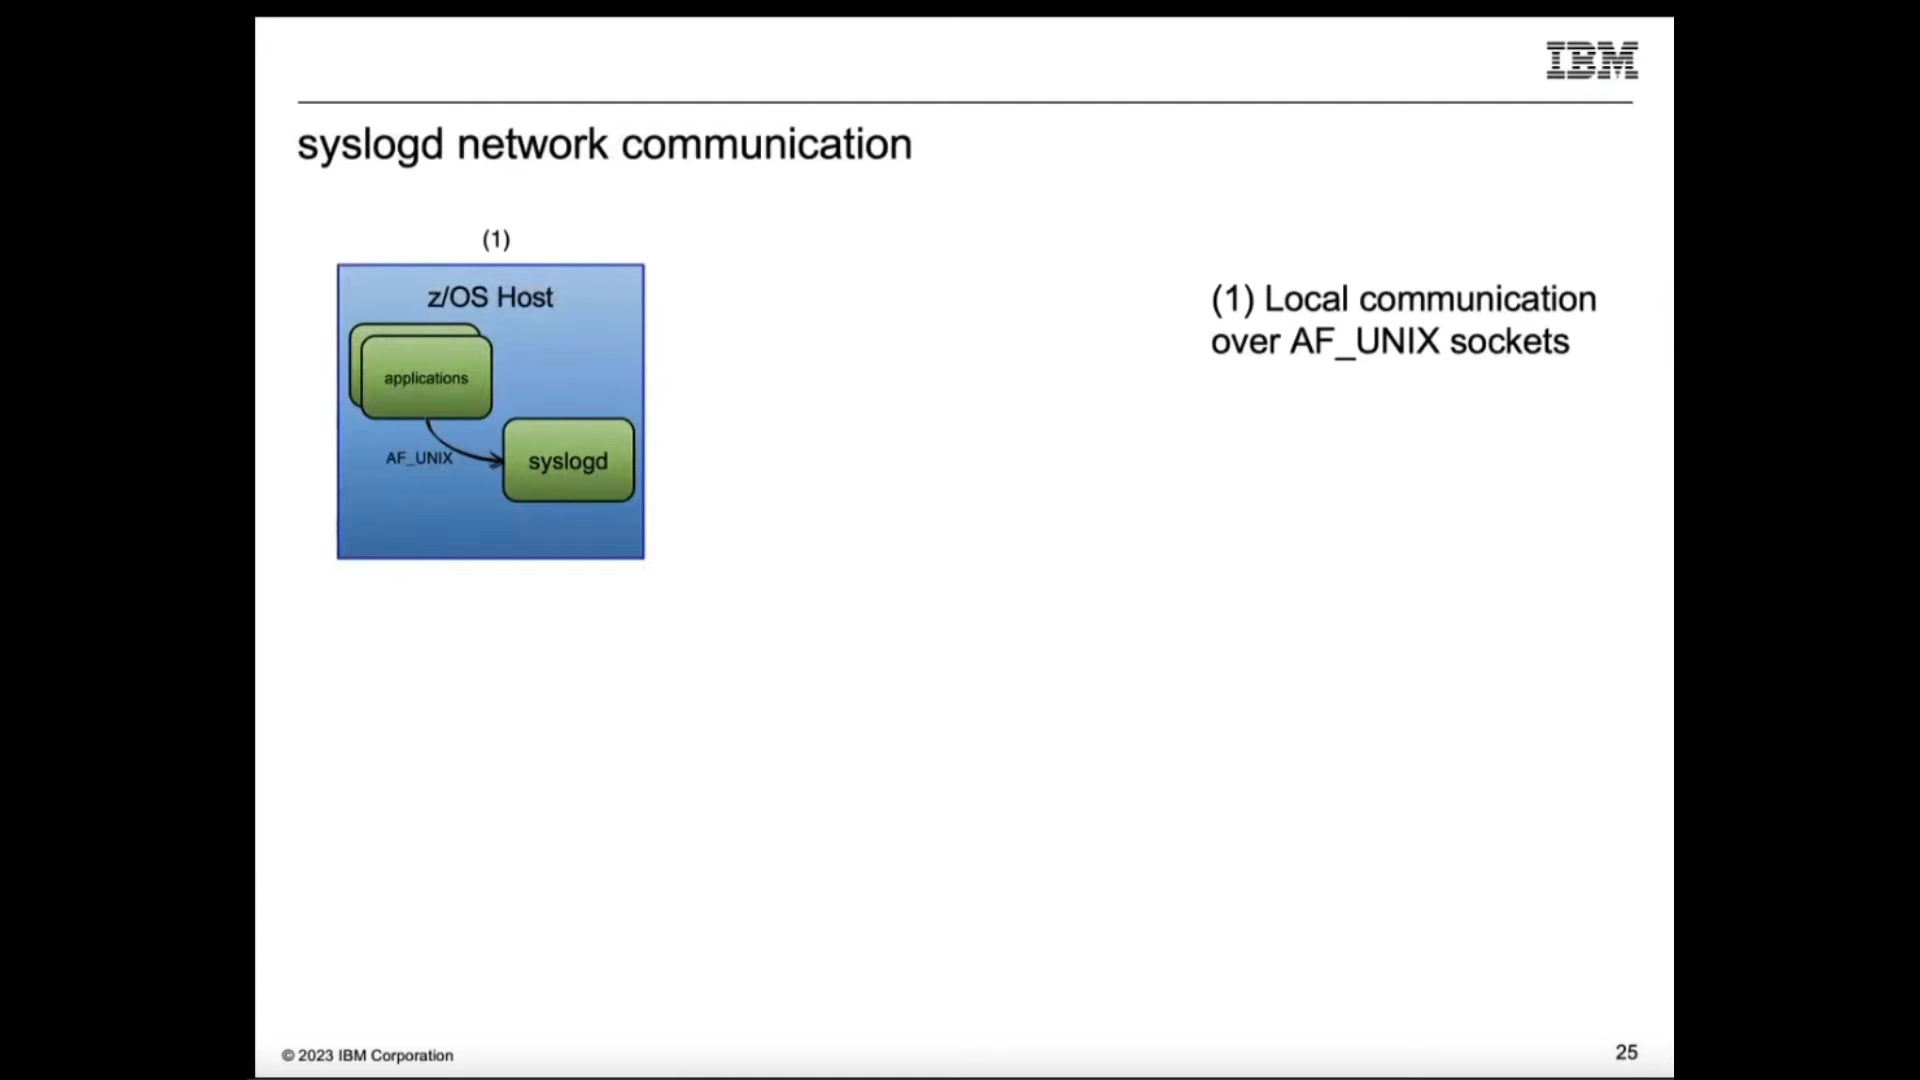 IBM
syslogd network communication
(1)
z/OS Host
applications
AF_UNIX
syslogd
(1) Local communication
over AF_UNIX sockets
© 2023 IBM Corporation
25